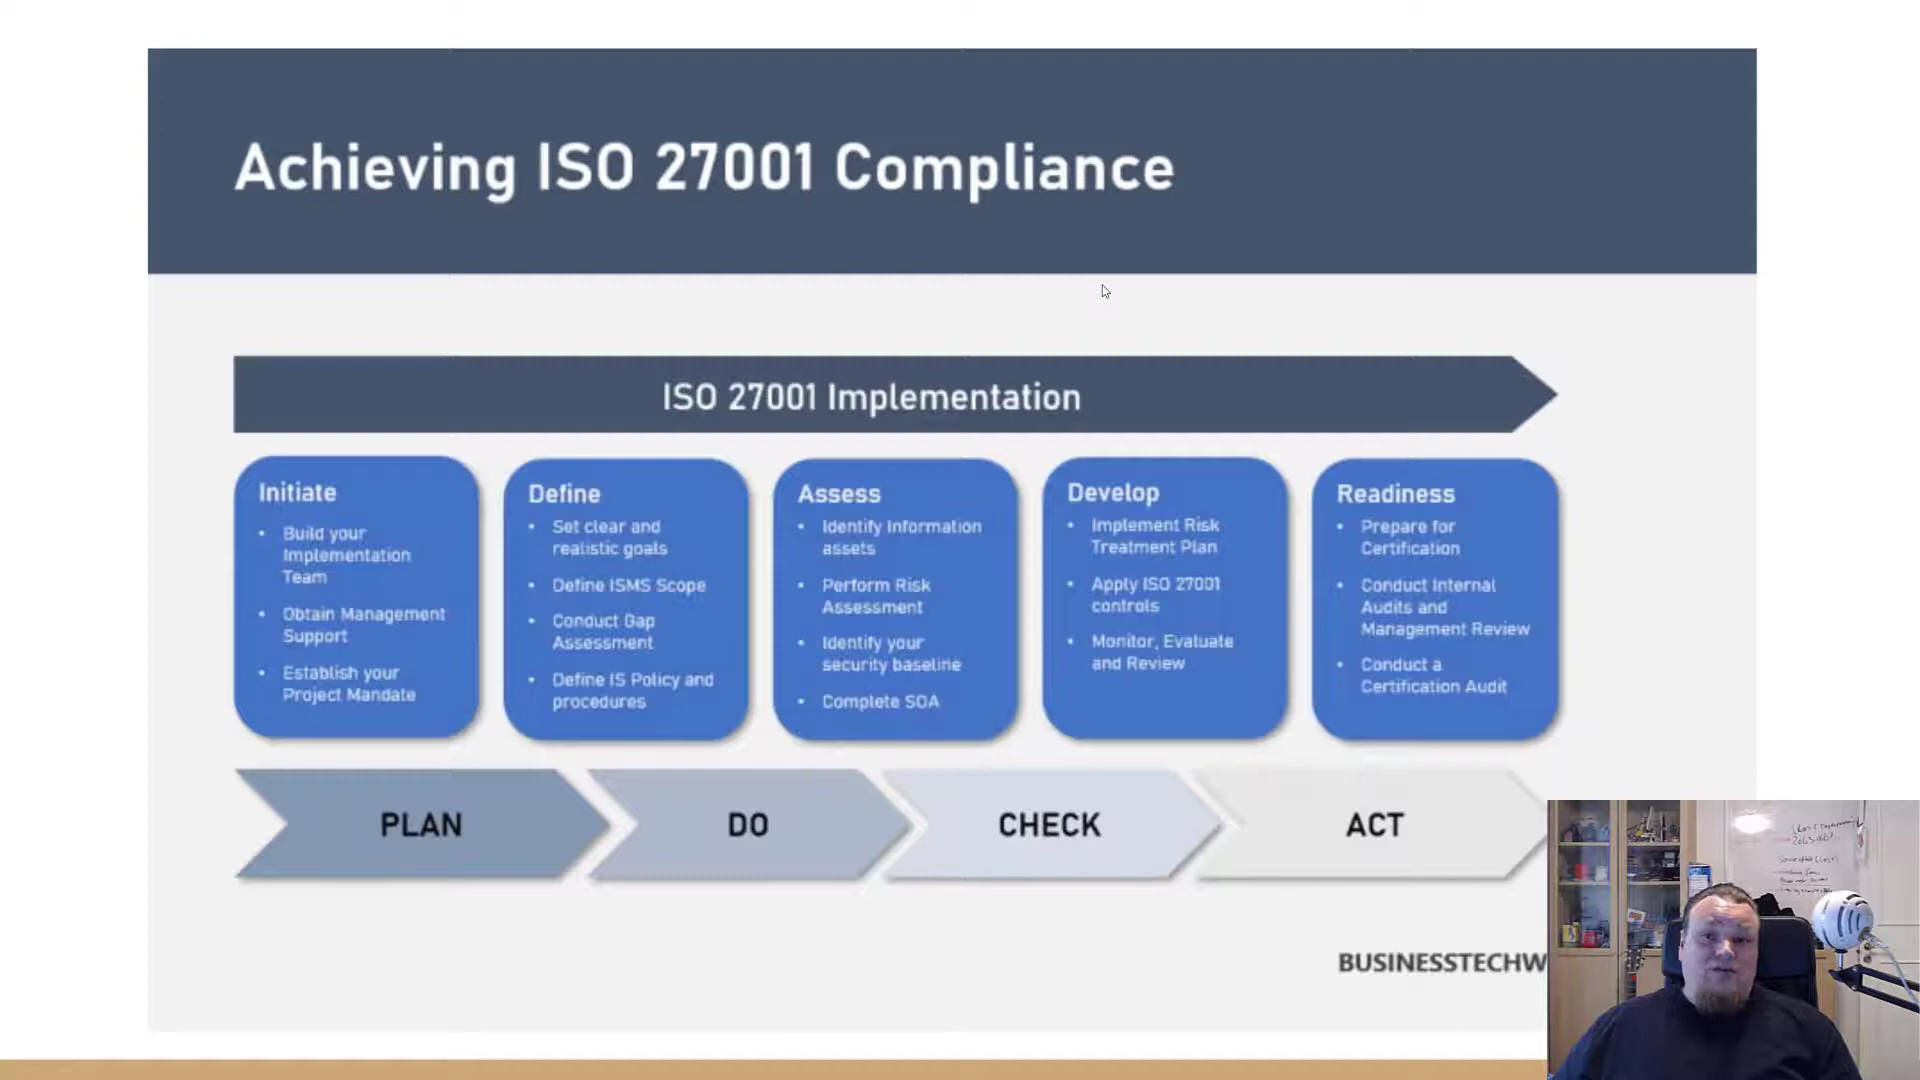 Achieving ISO 27001 Compliance
ISO 27001 Implementation
Initiate
• Build your
Implementation
Team
• Obtain Management
Support
• Establish your
Project Mandate
Define
• Set clear and
realistic goals
• Define ISMS Scope
• Conduct Gap
Assessment
• Define IS Policy and
procedures
Assess
• Identify Information
assets
• Perform Risk
Assessment
• Identify your
security baseline
• Complete SOA
Develop
• Implement Risk
Treatment Plan
• Apply ISO 27001
controls
• Monitor, Evaluate
and Review
Readiness
• Prepare for
Certification
• Conduct Internal
Audits and
Management Review
• Conduct a
Certification Audit
PLAN
DO
CHECK
ACT
BUSINESSTECHW